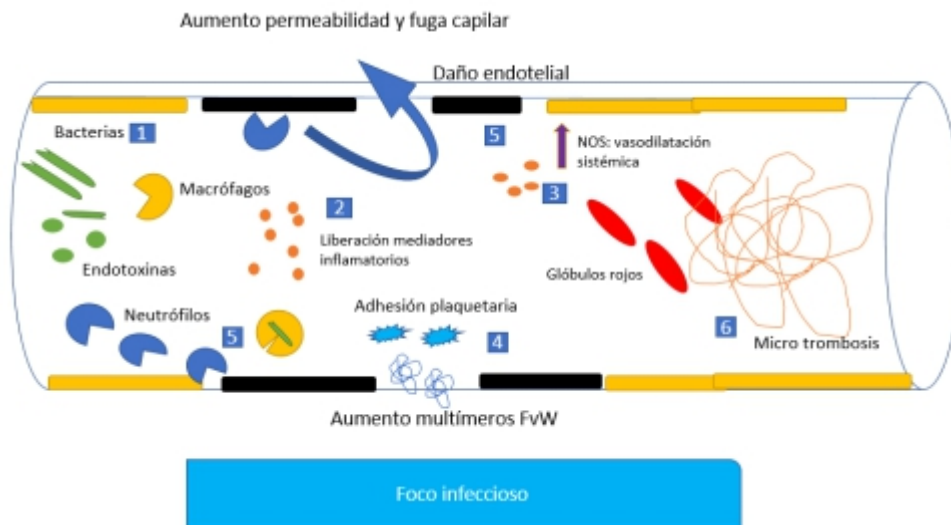 Aumento permeabilidad y fuga capilar
Daño endotelial
Bacterias 1
5
NOS: vasodilatación
sistémica
Macrófagos
2
3
Liberación mediadores
inflamatorios
Endotoxinas
Glóbulos rojos
Neutrófilos
5
Adhesión plaquetaria
4
6
Micro trombosis
Aumento multímeros FvW
Foco infeccioso